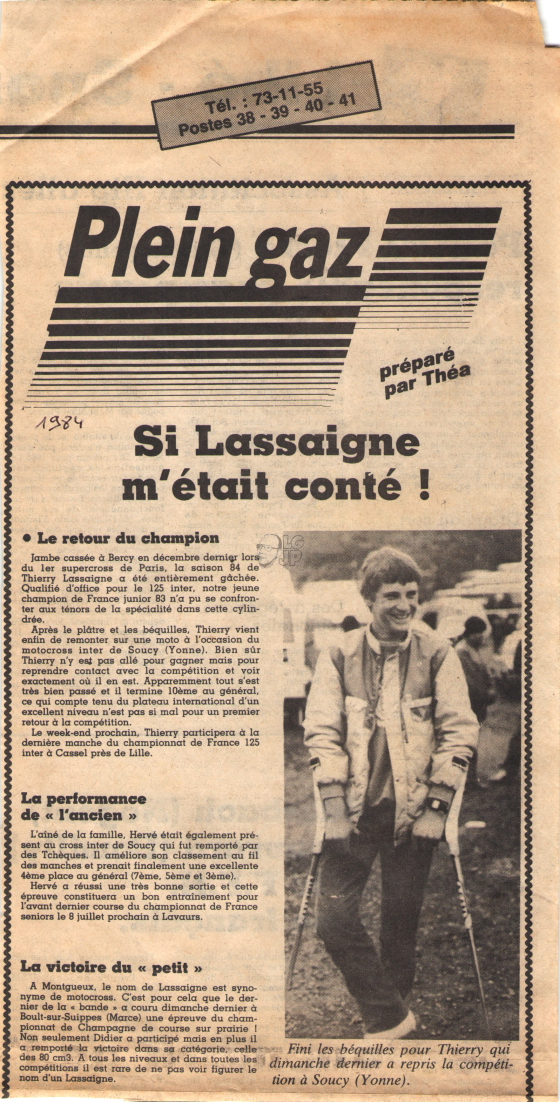 Tél. : 73-11-55
Postes 38 - 39 - 40 - 41
Plein gaz
préparé
par Théa
1984
Si Lassaigne
m'était conté !
• Le retour du champion
Jambe cassée à Bercy en décembre dernier lors
du 1er supercross de Paris, la saison 84 de
Thierry Lassaigne a été entièrement gâchée.
Qualifié d'office pour le 125 inter, notre jeune
champion de France junior 83 n'a pu se confron-
ter aux ténors de la spécialité dans cette cylin-
drée.
Après le plâtre et les béquilles, Thierry vient
enfin de remonter sur une moto à l'occasion du
motocross inter de Soucy (Yonne). Bien sûr
Thierry n'y est pas allé pour gagner mais pour
reprendre contact avec la compétition et voir
exactement où il en est. Apparemment tout s'est
très bien passé et il termine 10ème au général,
ce qui compte tenu du plateau international d'un
excellent niveau n'est pas si mal pour un premier
retour à la compétition.
Le week-end prochain, Thierry participera à la
dernière manche du championnat de France 125
inter à Cassel près de Lille.
La performance
de « l'ancien »
L'aîné de la famille, Hervé était également pré-
sent au cross inter de Soucy qui fut remporté par
des Tchèques. Il améliore son classement au fil
des manches et prenait finalement une excellente
4ème place au général (7ème, 5ème et 3ème).
Hervé a réussi une très bonne sortie et cette
épreuve constituera un bon entraînement pour
l'avant dernier course du championnat de France
seniors le 8 juillet prochain à Lavaurs.
La victoire du « petit »
A Montgueux, le nom de Lassaigne est syno-
nyme de motocross. C'est pour cela que le der-
nier de la « bande » a couru dimanche dernier à
Boult-sur-Suippes (Marce) une épreuve du cham-
pionnat de Champagne de course sur prairie !
Non seulement Didier a participé mais en plus il
a remporté la victoire dans sa catégorie, celle
des 80 cm3. A tous les niveaux et dans toutes les
compétitions il est rare de ne pas voir figurer le
nom d'un Lassaigne.
Fini les béquilles pour Thierry qui
dimanche dernier a repris la compéti-
tion à Soucy (Yonne).
LG
JP